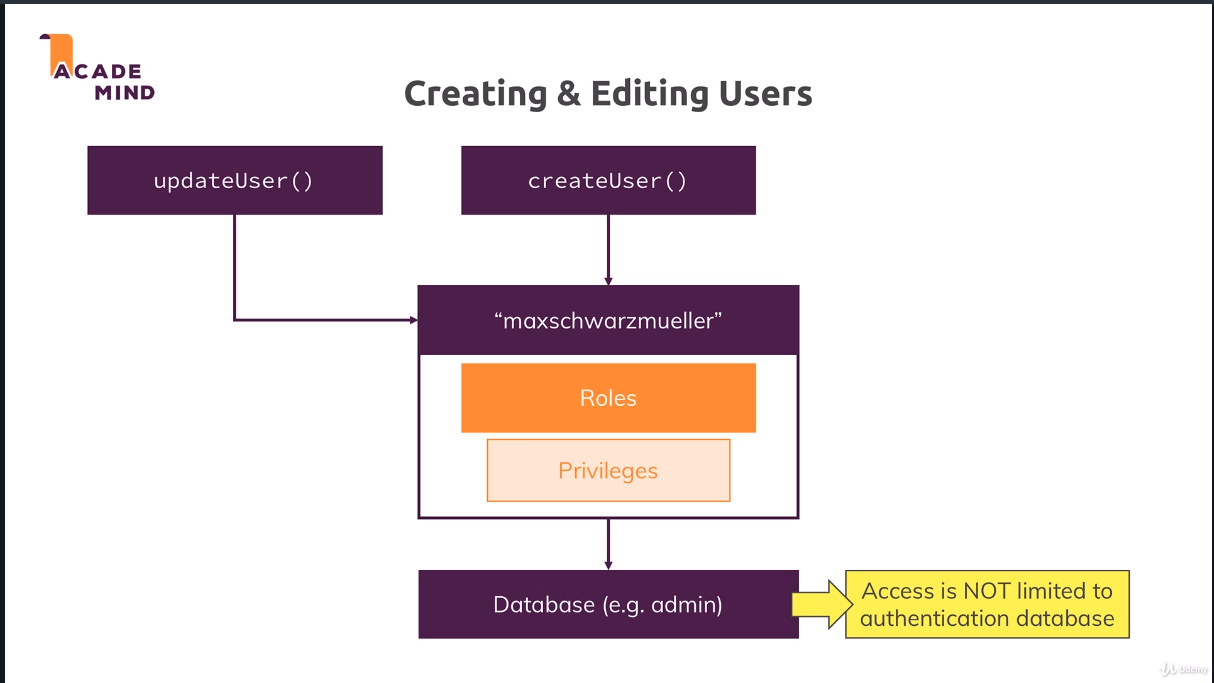 ACADE
MIND
Creating & Editing Users
updateUser()
createUser()
“maxschwarzmueller”
Roles
Privileges
Database (e.g. admin)
Access is NOT limited to
authentication database
Udemy